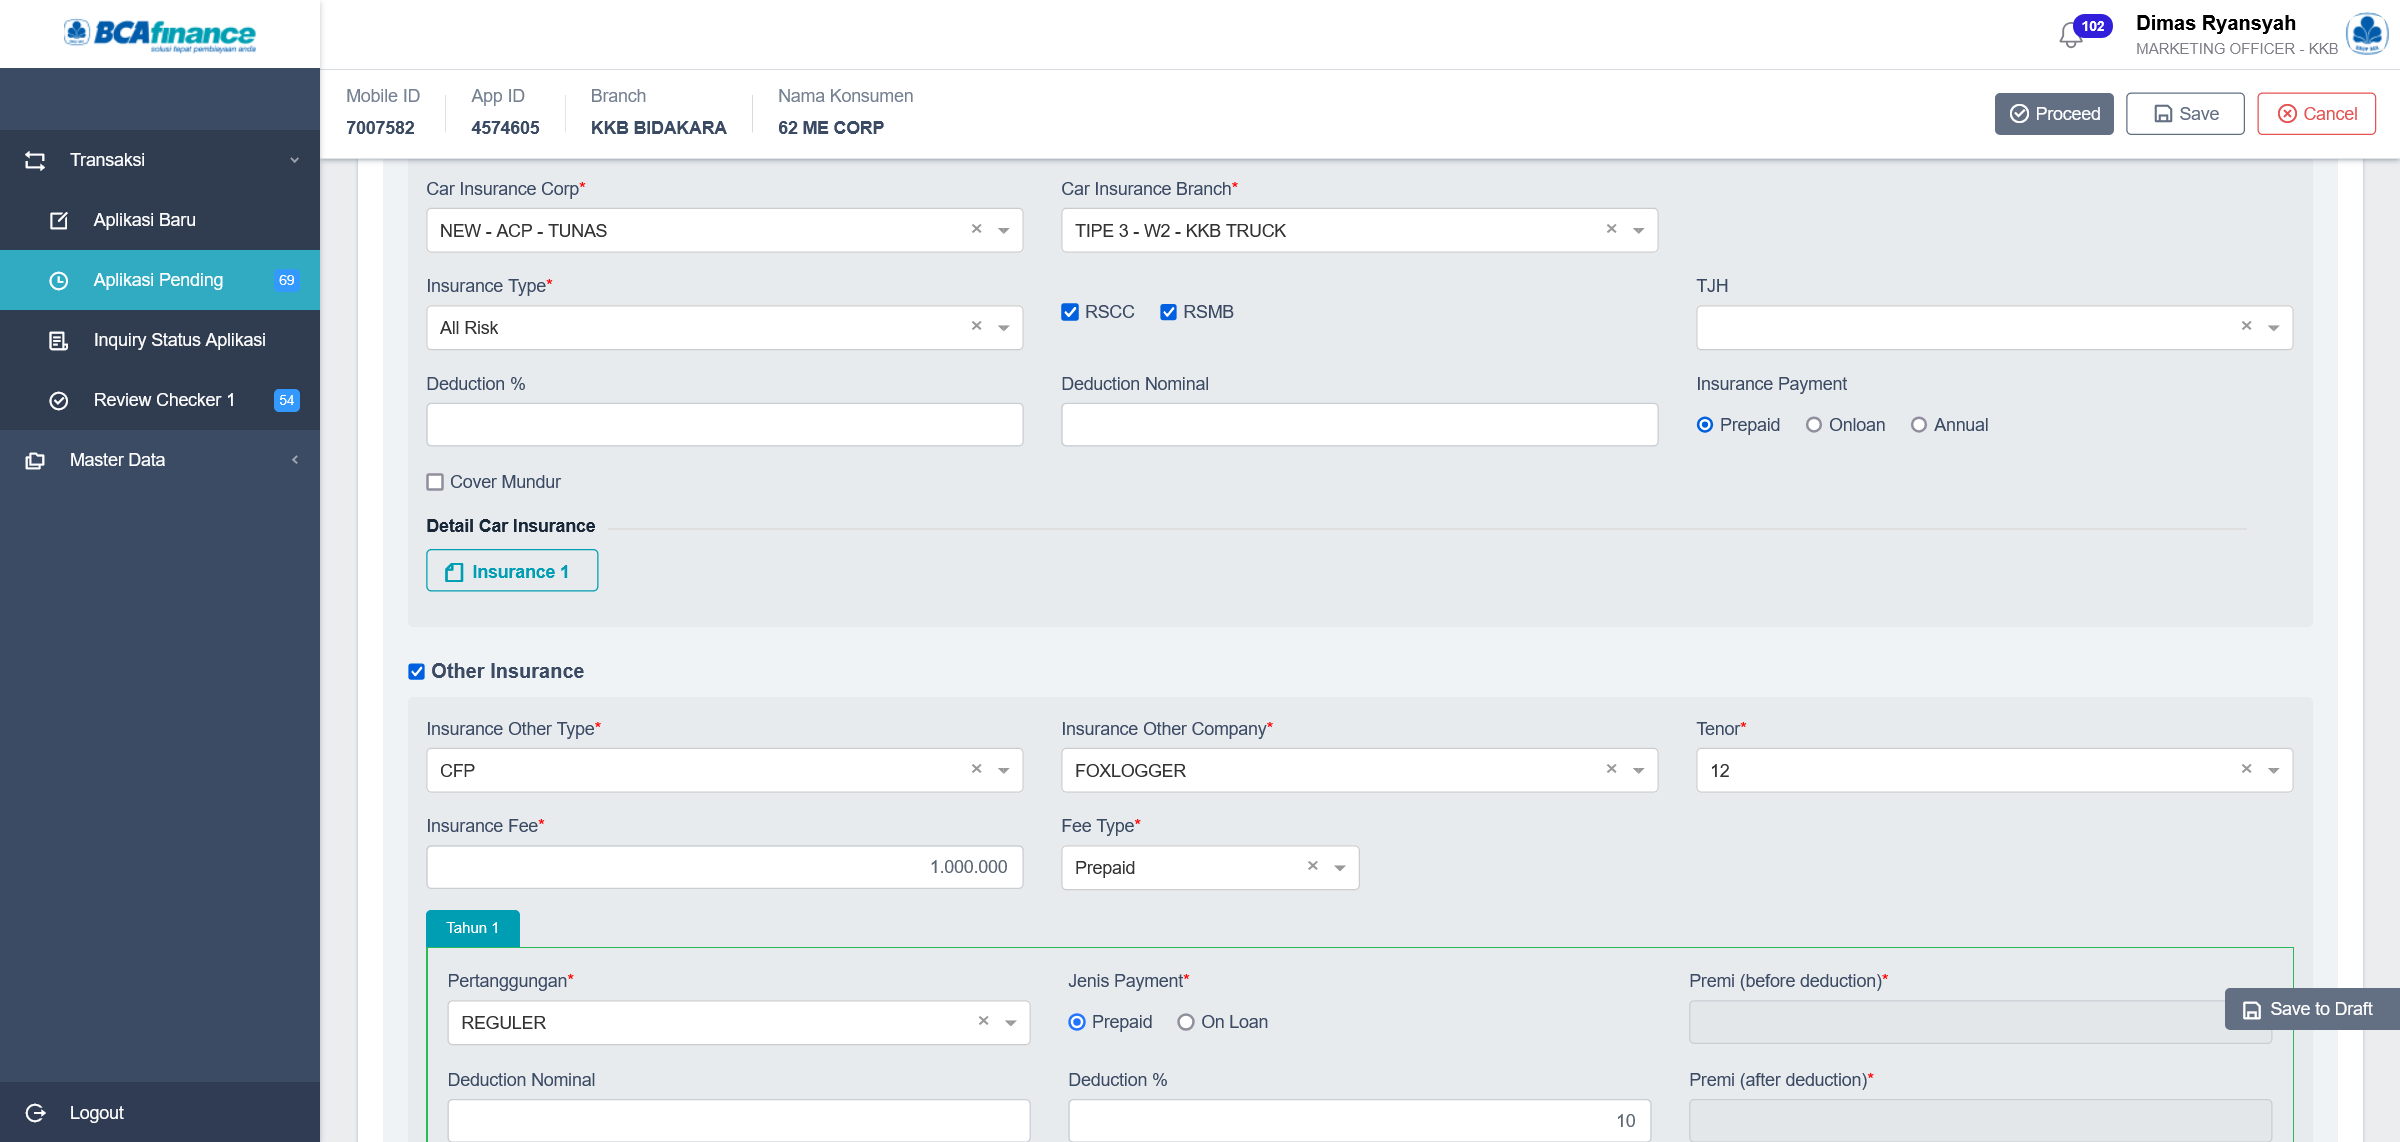 BCAfinance
solusi tepat pembiayaan anda
102
Dimas Ryansyah
MARKETING OFFICER - KKB
Mobile ID
7007582
App ID
4574605
Branch
KKB BIDAKARA
Nama Konsumen
62 ME CORP
Proceed
Save
Cancel
Transaksi
Aplikasi Baru
Aplikasi Pending
69
Inquiry Status Aplikasi
Review Checker 1
54
Master Data
Logout
Car Insurance Corp*
NEW - ACP - TUNAS
Car Insurance Branch*
TIPE 3 - W2 - KKB TRUCK
Insurance Type*
All Risk
RSCC
RSMB
TJH
Deduction %
Deduction Nominal
Insurance Payment
Prepaid
Onloan
Annual
Cover Mundur
Detail Car Insurance
Insurance 1
Other Insurance
Insurance Other Type*
CFP
Insurance Other Company*
FOXLOGGER
Tenor*
12
Insurance Fee*
1.000.000
Fee Type*
Prepaid
Tahun 1
Pertanggungan*
REGULER
Jenis Payment*
Prepaid
On Loan
Premi (before deduction)*
Save to Draft
Deduction Nominal
Deduction %
10
Premi (after deduction)*